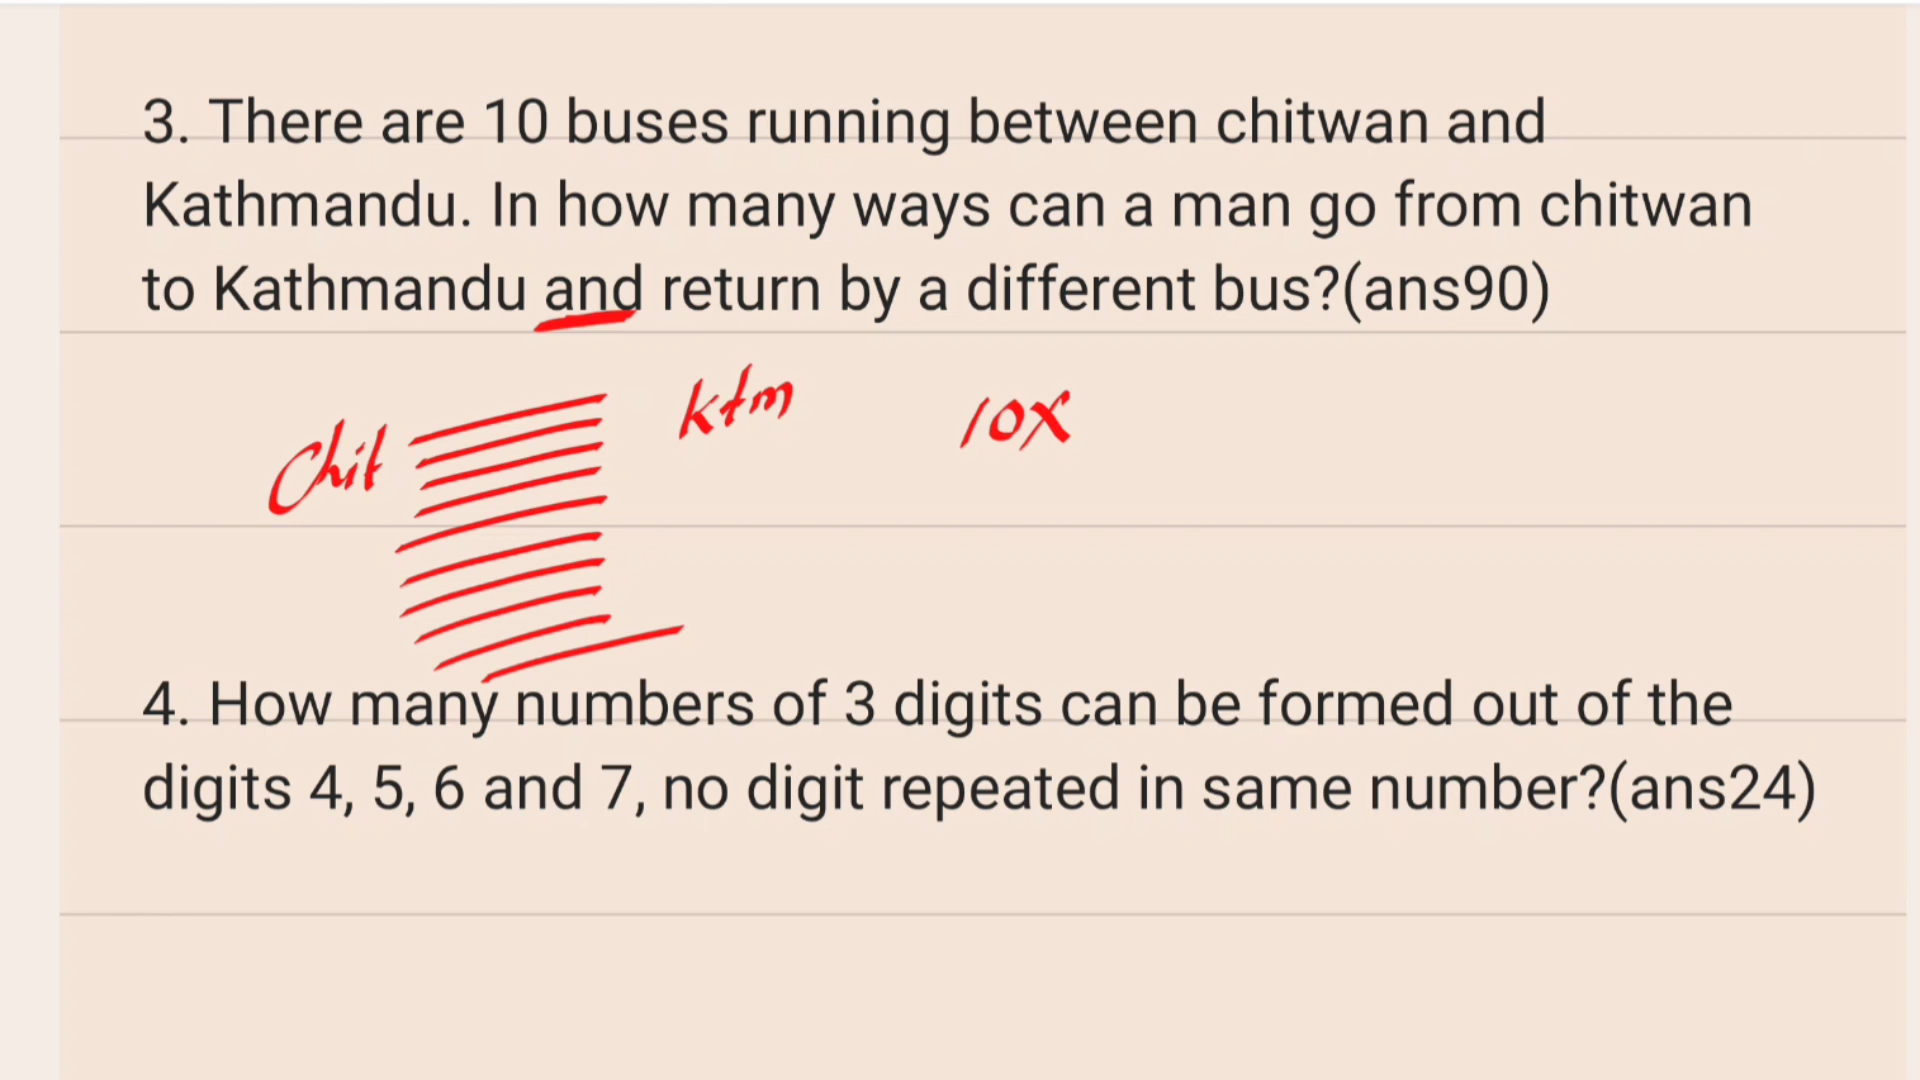 3. There are 10 buses running between chitwan and
Kathmandu. In how many ways can a man go from chitwan
to Kathmandu and return by a different bus?(ans90)
Chit
ktm
10X
4. How many numbers of 3 digits can be formed out of the
digits 4, 5, 6 and 7, no digit repeated in same number?(ans24)